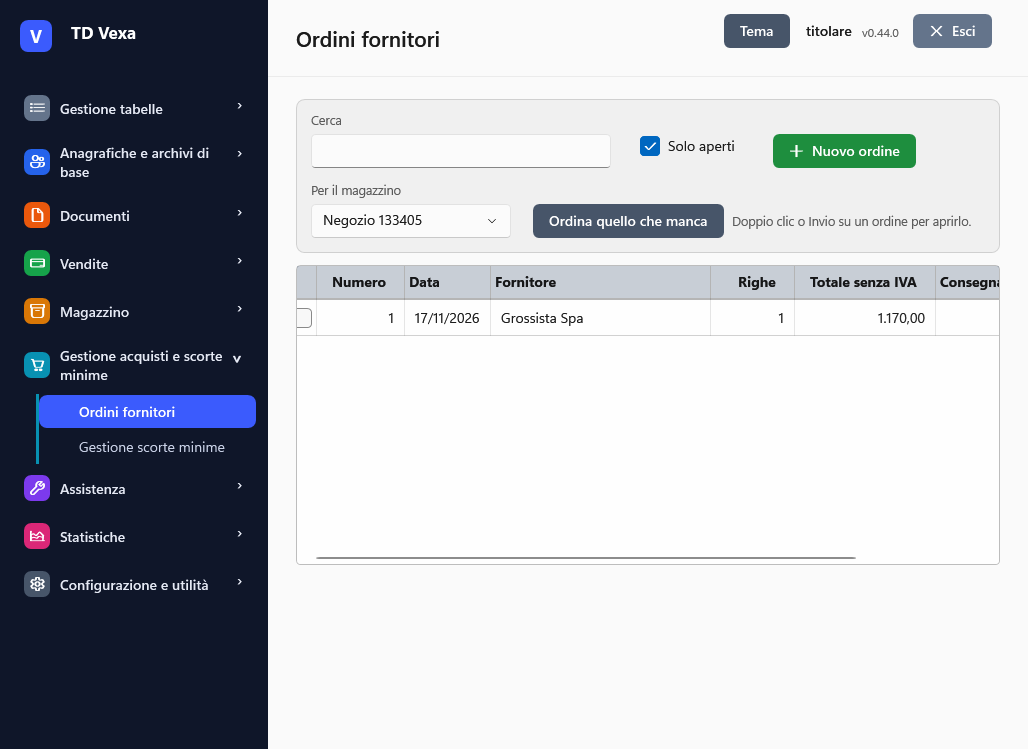 V
TD Vexa
Gestione tabelle
Anagrafiche e archivi di
base
Documenti
Vendite
Magazzino
Gestione acquisti e scorte
minime
Ordini fornitori
Gestione scorte minime
Assistenza
Statistiche
Configurazione e utilità
Ordini fornitori
Tema
titolare
v0.44.0
Esci
Cerca
Solo aperti
Nuovo ordine
Per il magazzino
Negozio 133405
Ordina quello che manca
Doppio clic o Invio su un ordine per aprirlo.
Numero Data Fornitore Righe Totale senza IVA Consegna
1 17/11/2026 Grossista Spa 1 1.170,00